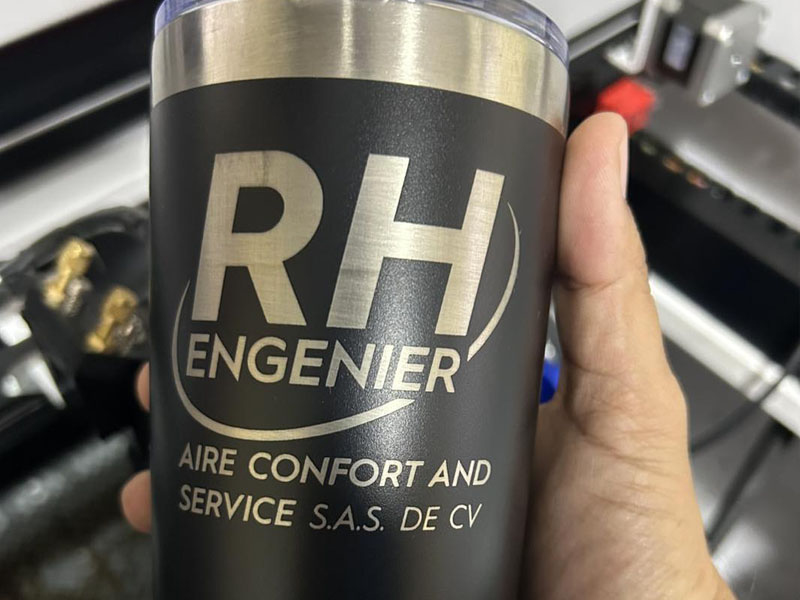 RH
ENGENIER
AIRE CONFORT AND
SERVICE S.A.S. DE CV